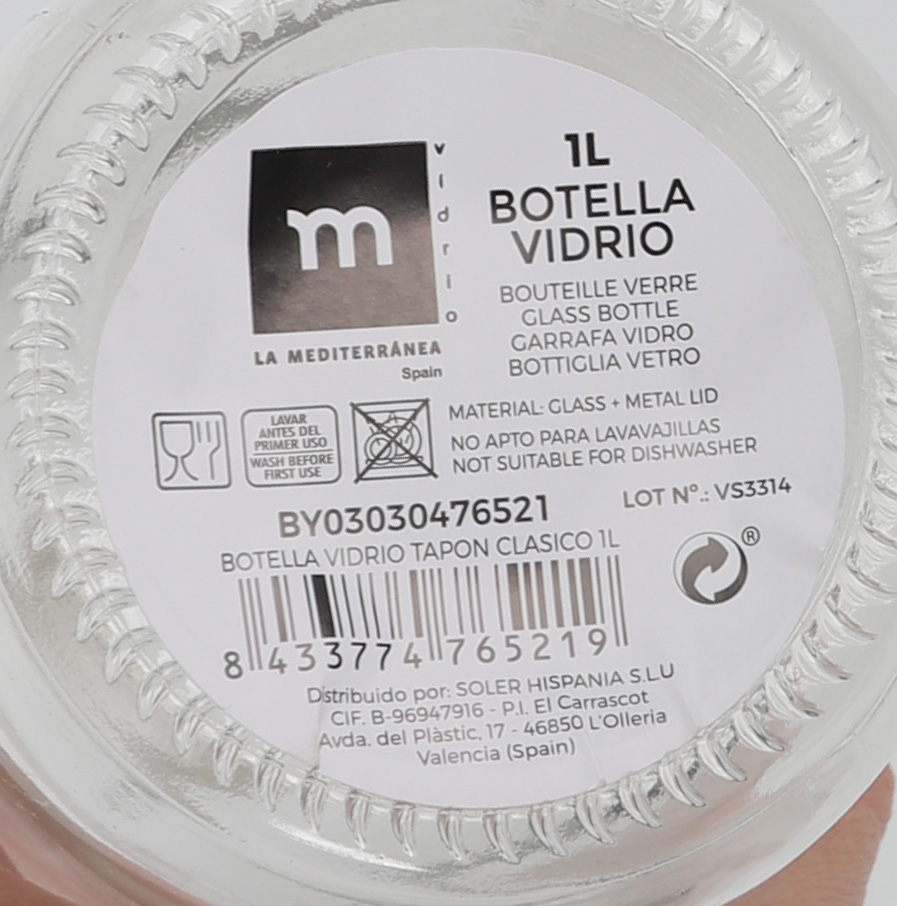 m
vidrio
LA MEDITERRÁNEA
Spain
1L
BOTELLA
VIDRIO
BOUTEILLE VERRE
GLASS BOTTLE
GARRAFA VIDRO
BOTTIGLIA VETRO
LAVAR
ANTES DEL
PRIMER USO
WASH BEFORE
FIRST USE
MATERIAL: GLASS + METAL LID
NO APTO PARA LAVAVAJILLAS
NOT SUITABLE FOR DISHWASHER
BY03030476521
LOT Nº.: VS3314
BOTELLA VIDRIO TAPON CLASICO 1L
®
8 433774 765219
Distribuido por: SOLER HISPANIA S.L.U
CIF. B-96947916 - P.I. El Carrascot
Avda. del Plàstic, 17 - 46850 L'Olleria
Valencia (Spain)